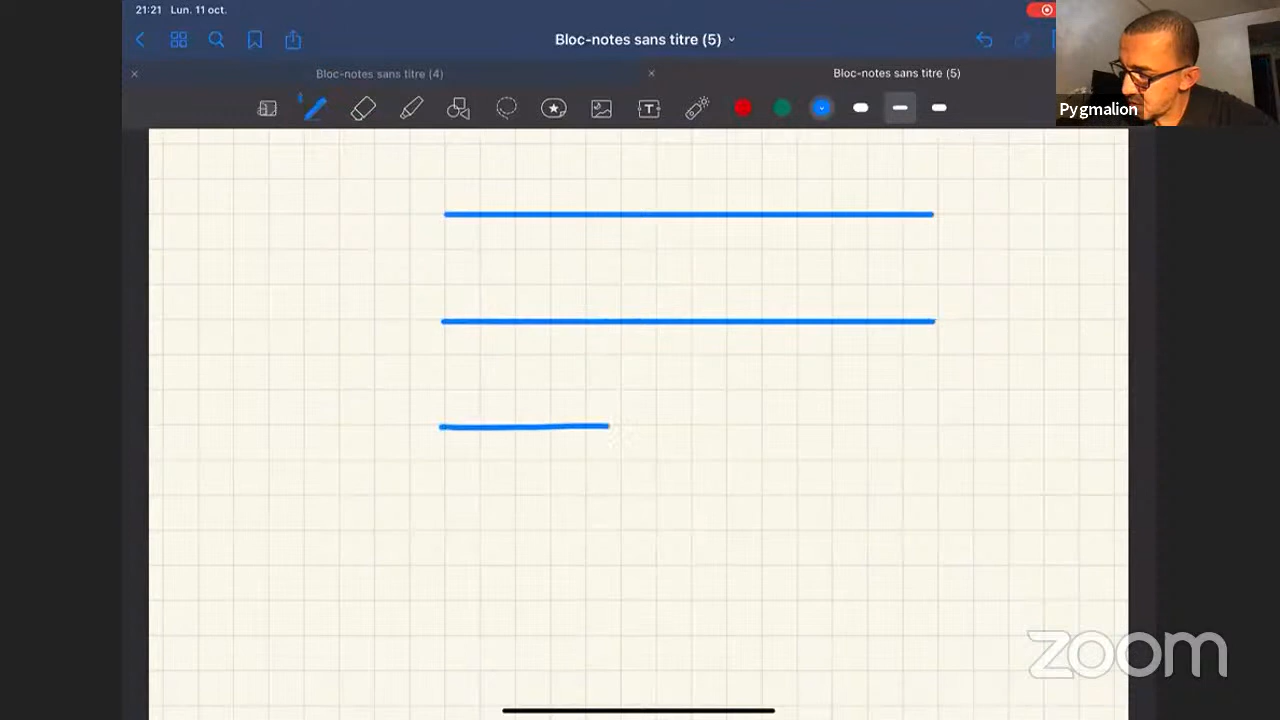 21:21 Lun. 11 oct.
Bloc-notes sans titre (5)
Bloc-notes sans titre (4)
Bloc-notes sans titre (5)
T
Pygmalion
zoom